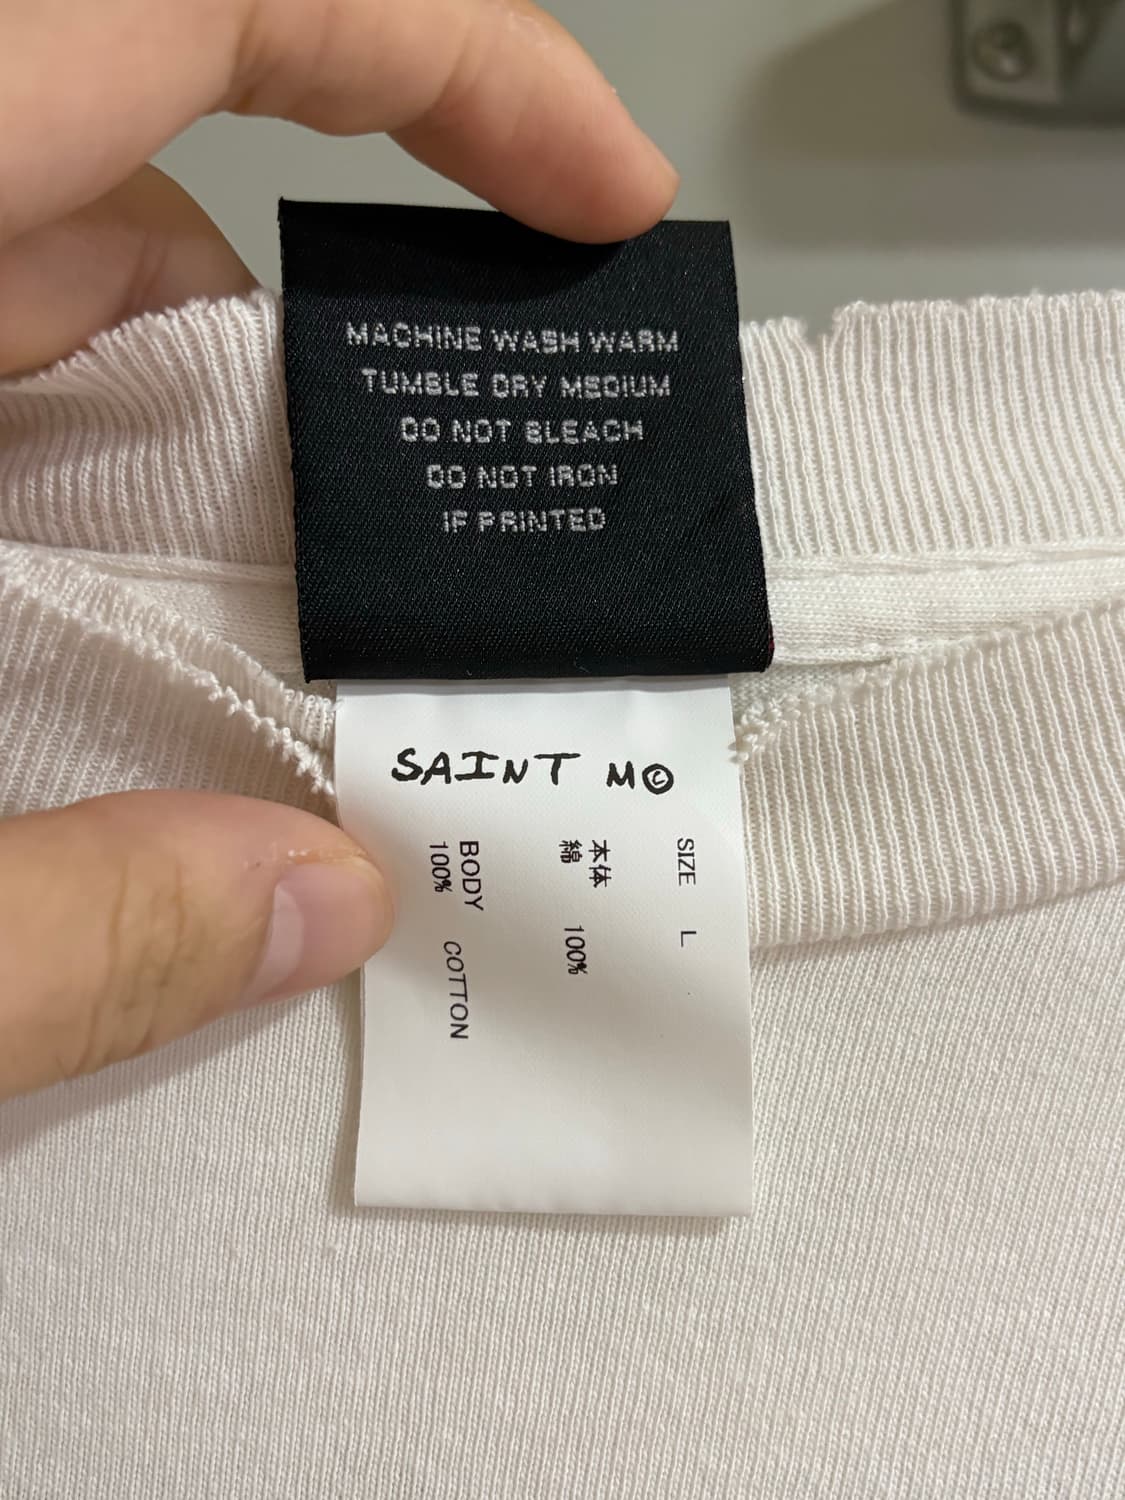 MACHINE WASH WARM
TUMBLE DRY MEDIUM
DO NOT BLEACH
DO NOT IRON
IF PRINTED
SAINT M©
SIZE L
本体
綿 100%
BODY
100% COTTON